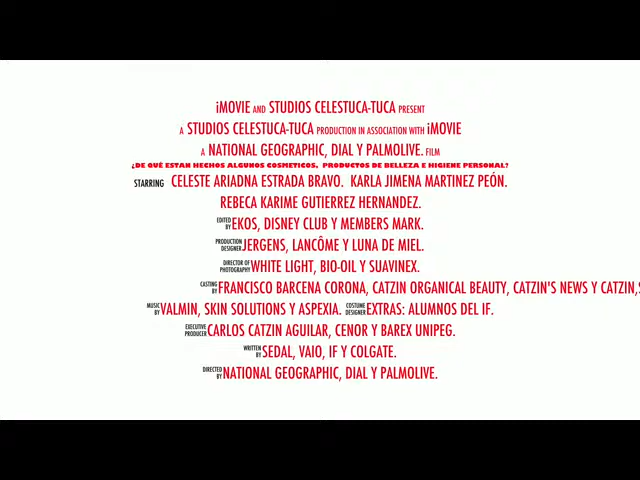 iMOVIE AND STUDIOS CELESTUCA-TUCA PRESENT
A STUDIOS CELESTUCA-TUCA PRODUCTION IN ASSOCIATION WITH iMOVIE
A NATIONAL GEOGRAPHIC, DIAL Y PALMOLIVE. FILM
¿DE QUÉ ESTAN HECHOS ALGUNOS COSMETICOS, PRODUCTOS DE BELLEZA E HIGIENE PERSONAL?
STARRING CELESTE ARIADNA ESTRADA BRAVO. KARLA JIMENA MARTINEZ PEÓN.
REBECA KARIME GUTIERREZ HERNANDEZ.
EDITED BY EKOS, DISNEY CLUB Y MEMBERS MARK.
PRODUCTION DESIGNER JERGENS, LANCÔME Y LUNA DE MIEL.
DIRECTOR OF PHOTOGRAPHY WHITE LIGHT, BIO-OIL Y SUAVINEX.
CASTING BY FRANCISCO BARCENA CORONA, CATZIN ORGANICAL BEAUTY, CATZIN'S NEWS Y CATZIN,
MUSIC BY VALMIN, SKIN SOLUTIONS Y ASPEXIA. COSTUME DESIGNER EXTRAS: ALUMNOS DEL IF.
EXECUTIVE PRODUCER CARLOS CATZIN AGUILAR, CENOR Y BAREX UNIPEG.
WRITTEN BY SEDAL, VAIO, IF Y COLGATE.
DIRECTED BY NATIONAL GEOGRAPHIC, DIAL Y PALMOLIVE.